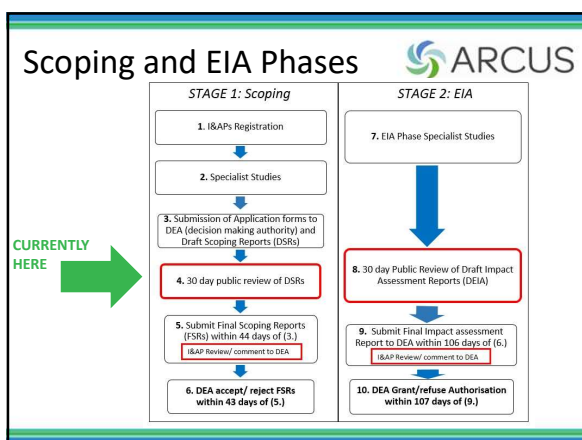 Scoping and EIA Phases
ARCUS
STAGE 1: Scoping
1. I&APs Registration
2. Specialist Studies
3. Submission of Application forms to
DEA (decision making authority) and
Draft Scoping Reports (DSRs)
CURRENTLY
HERE
4. 30 day public review of DSRs
5. Submit Final Scoping Reports
(FSRs) within 44 days of (3.)
I&AP Review/ comment to DEA
6. DEA accept/ reject FSRs
within 43 days of (5.)
STAGE 2: EIA
7. EIA Phase Specialist Studies
8. 30 day Public Review of Draft Impact
Assessment Reports (DEIA)
9. Submit Final Impact assessment
Report to DEA within 106 days of (6.)
I&AP Review/ comment to DEA
10. DEA Grant/refuse Authorisation
within 107 days of (9.)